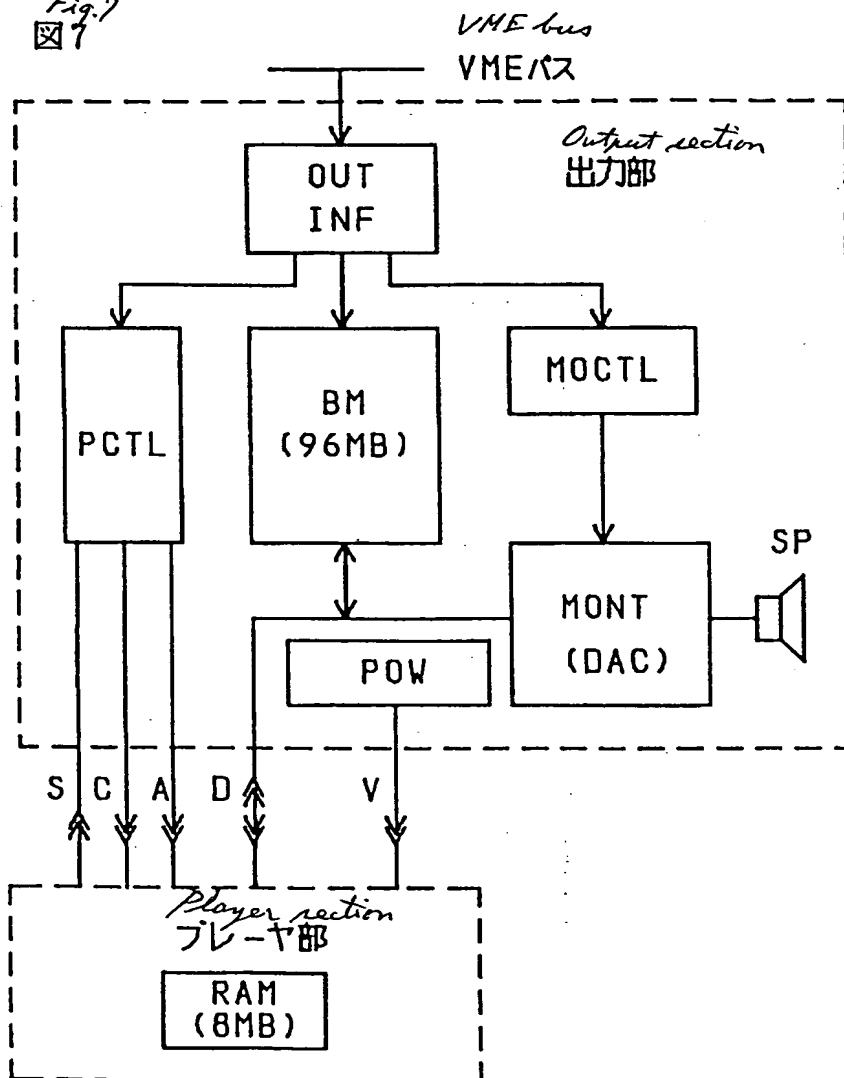 Fig.7
図7
VME bus
VMEバス
Output section
出力部
OUT
INF
PCTL
BM
(96MB)
MOCTL
SP
MONT
(DAC)
POW
S C A D V
Player section
プレーヤ部
RAM
(8MB)